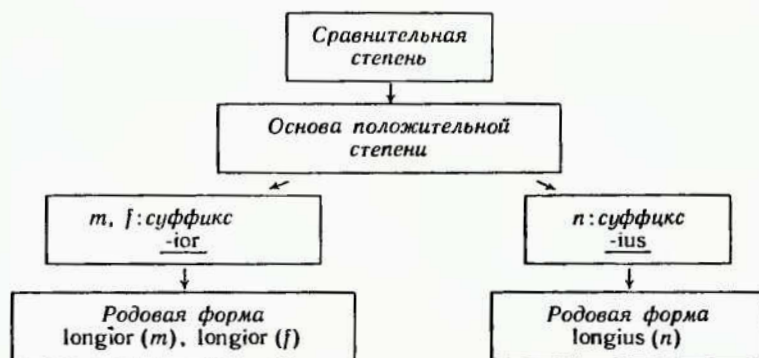 Сравнительная
степень
Основа положительной
степени
m, f: суффикс
-ior
n: суффикс
-ius
Родовая форма
longior (m), longior (f)
Родовая форма
longius (n)